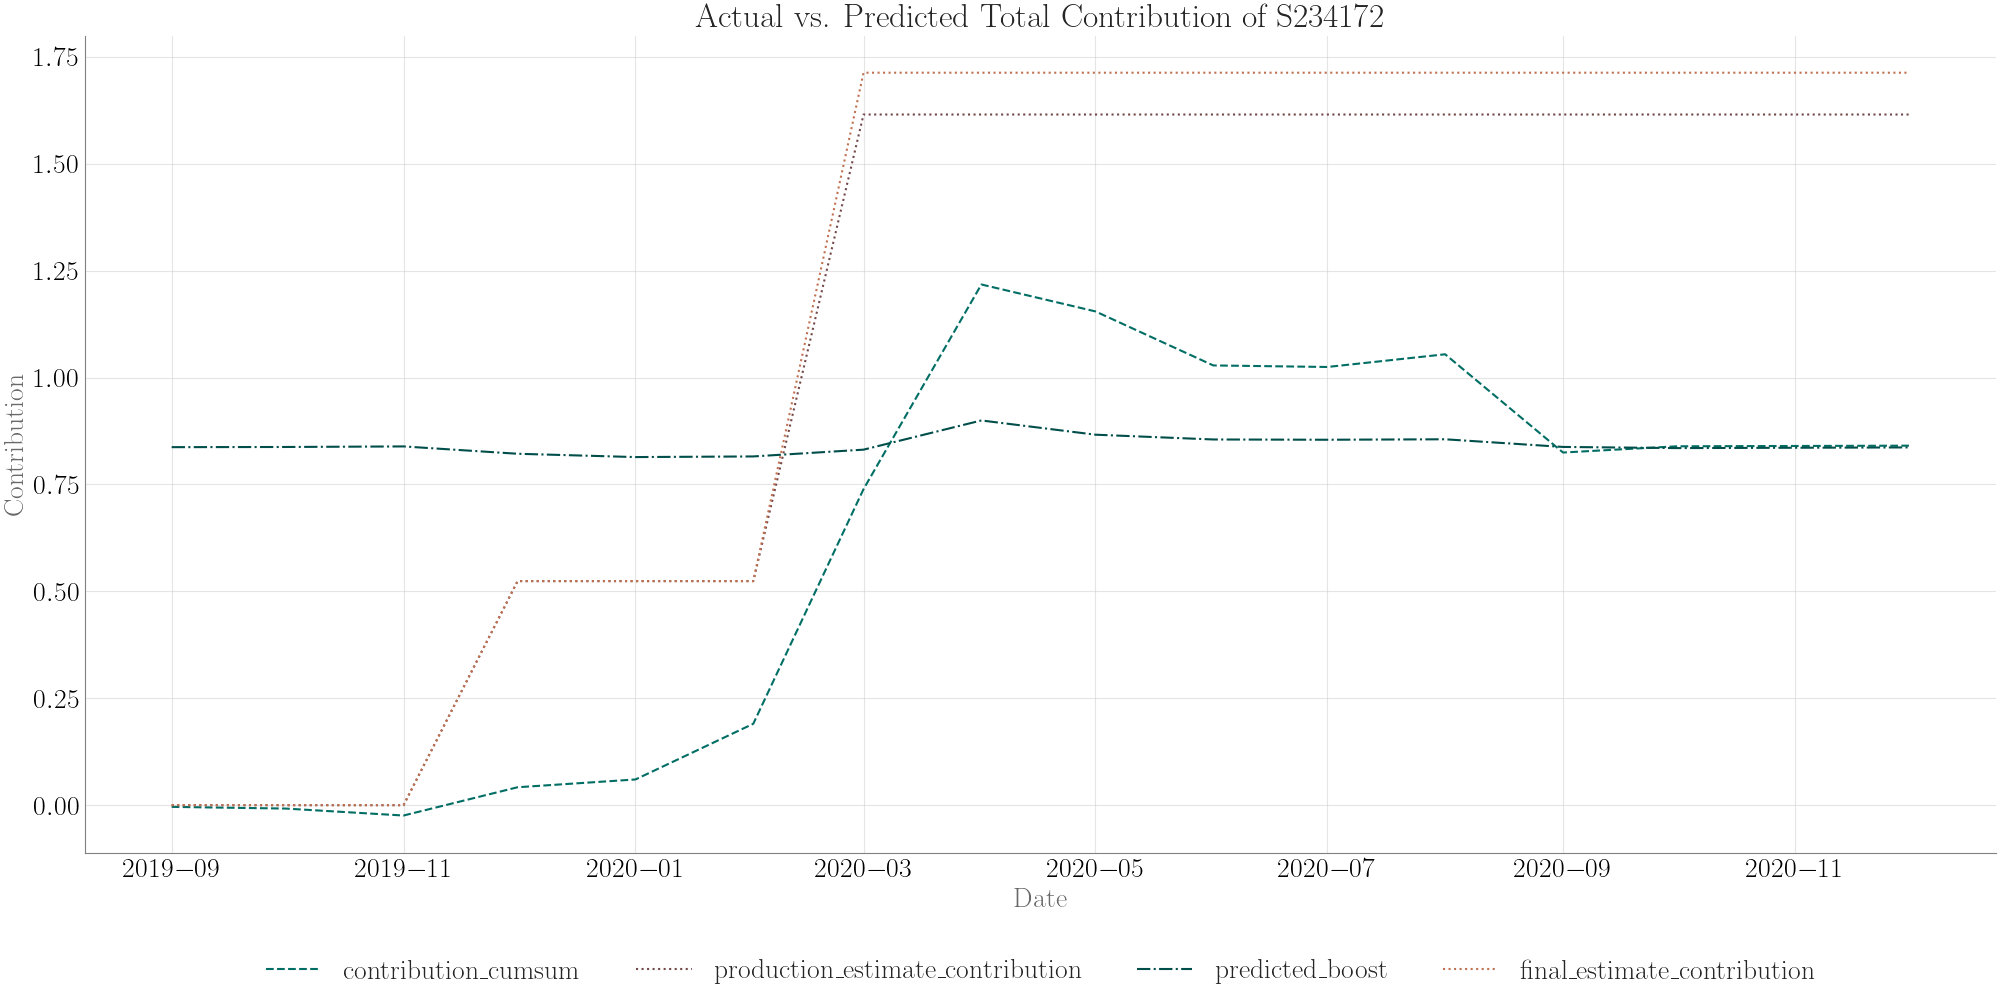 Actual vs. Predicted Total Contribution of S234172
1.75
1.50
1.25
1.00
0.75
0.50
0.25
0.00
Contribution
2019−09 2019−11 2020−01 2020−03 2020−05 2020−07 2020−09 2020−11
Date
contribution_cumsum production_estimate_contribution predicted_boost final_estimate_contribution